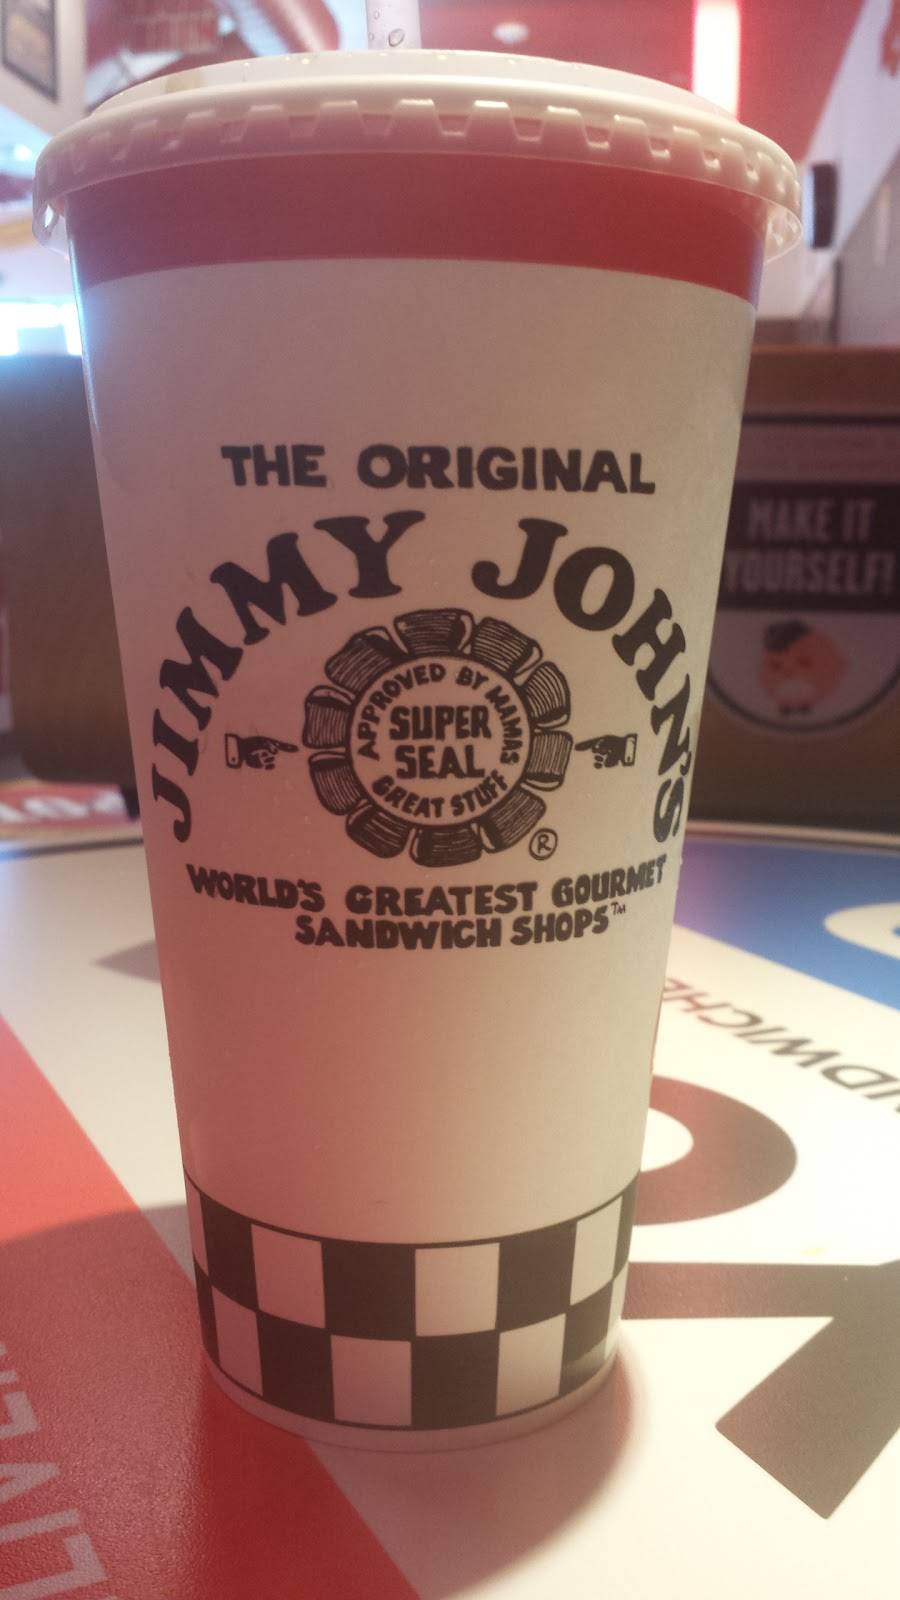 THE ORIGINAL
JIMMY JOHN'S
APPROVED BY MAMAS
SUPER
SEAL
GREAT STUFF
®
WORLD'S GREATEST GOURMET
SANDWICH SHOPS™
MAKE IT
YOURSELF!